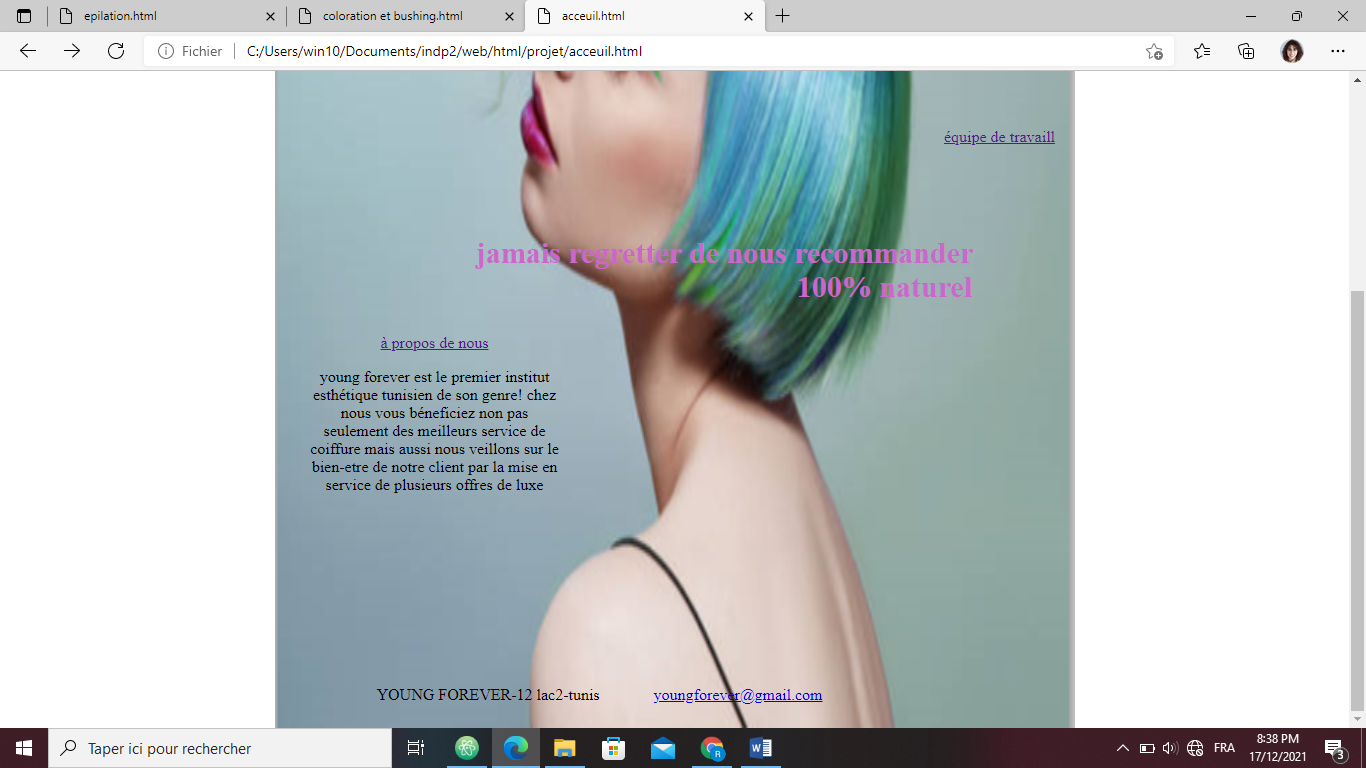 epilation.html
coloration et bushing.html
acceuil.html
Fichier
C:/Users/win10/Documents/indp2/web/html/projet/acceuil.html
équipe de travaill
jamais regretter de nous recommander
100% naturel
à propos de nous
young forever est le premier institut
esthétique tunisien de son genre! chez
nous vous béneficiez non pas
seulement des meilleurs service de
coiffure mais aussi nous veillons sur le
bien-etre de notre client par la mise en
service de plusieurs offres de luxe
YOUNG FOREVER-12 lac2-tunis
youngforever@gmail.com
Taper ici pour rechercher
R
W
FRA
8:38 PM
17/12/2021
3